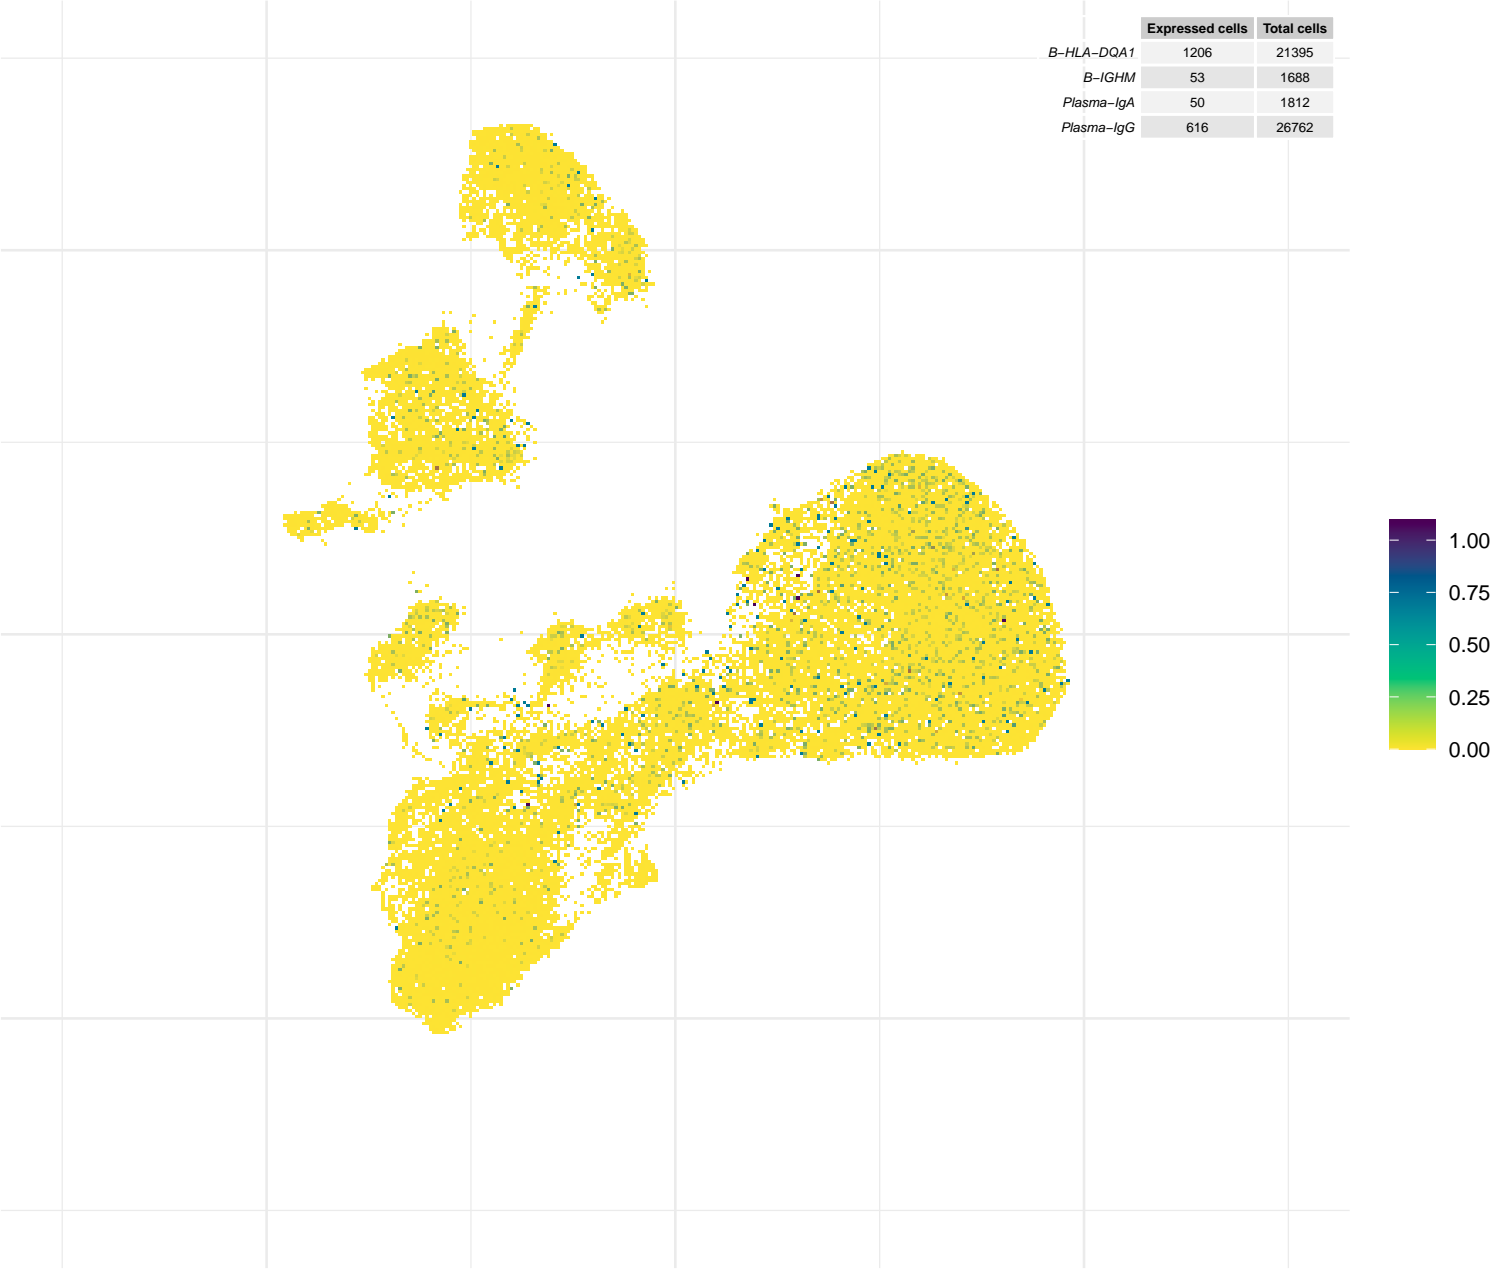 Expressed cells Total cells
B−HLA−DQA1 1206 21395
B−IGHM 53 1688
Plasma−IgA 50 1812
Plasma−IgG 616 26762
1.00
0.75
0.50
0.25
0.00